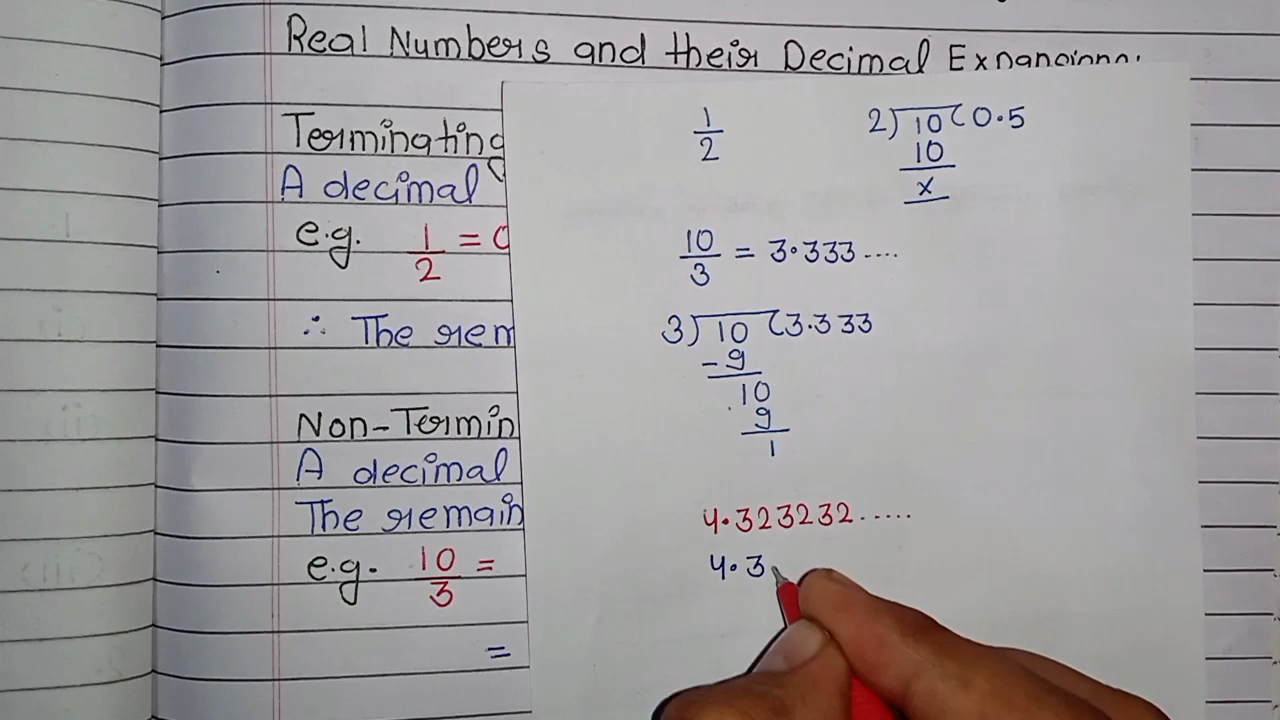 Real Numbers and their Decimal
Terminating
A decimal
e.g. 1/2 =
∴ The rem
Non-Termin
A decimal
The remain
e.g. 10/3 =
=
1/2
2) 10 ( 0.5
10
x
10/3 = 3.333....
3) 10 ( 3.333
-9
10
9
1
4.323232.....
4.3